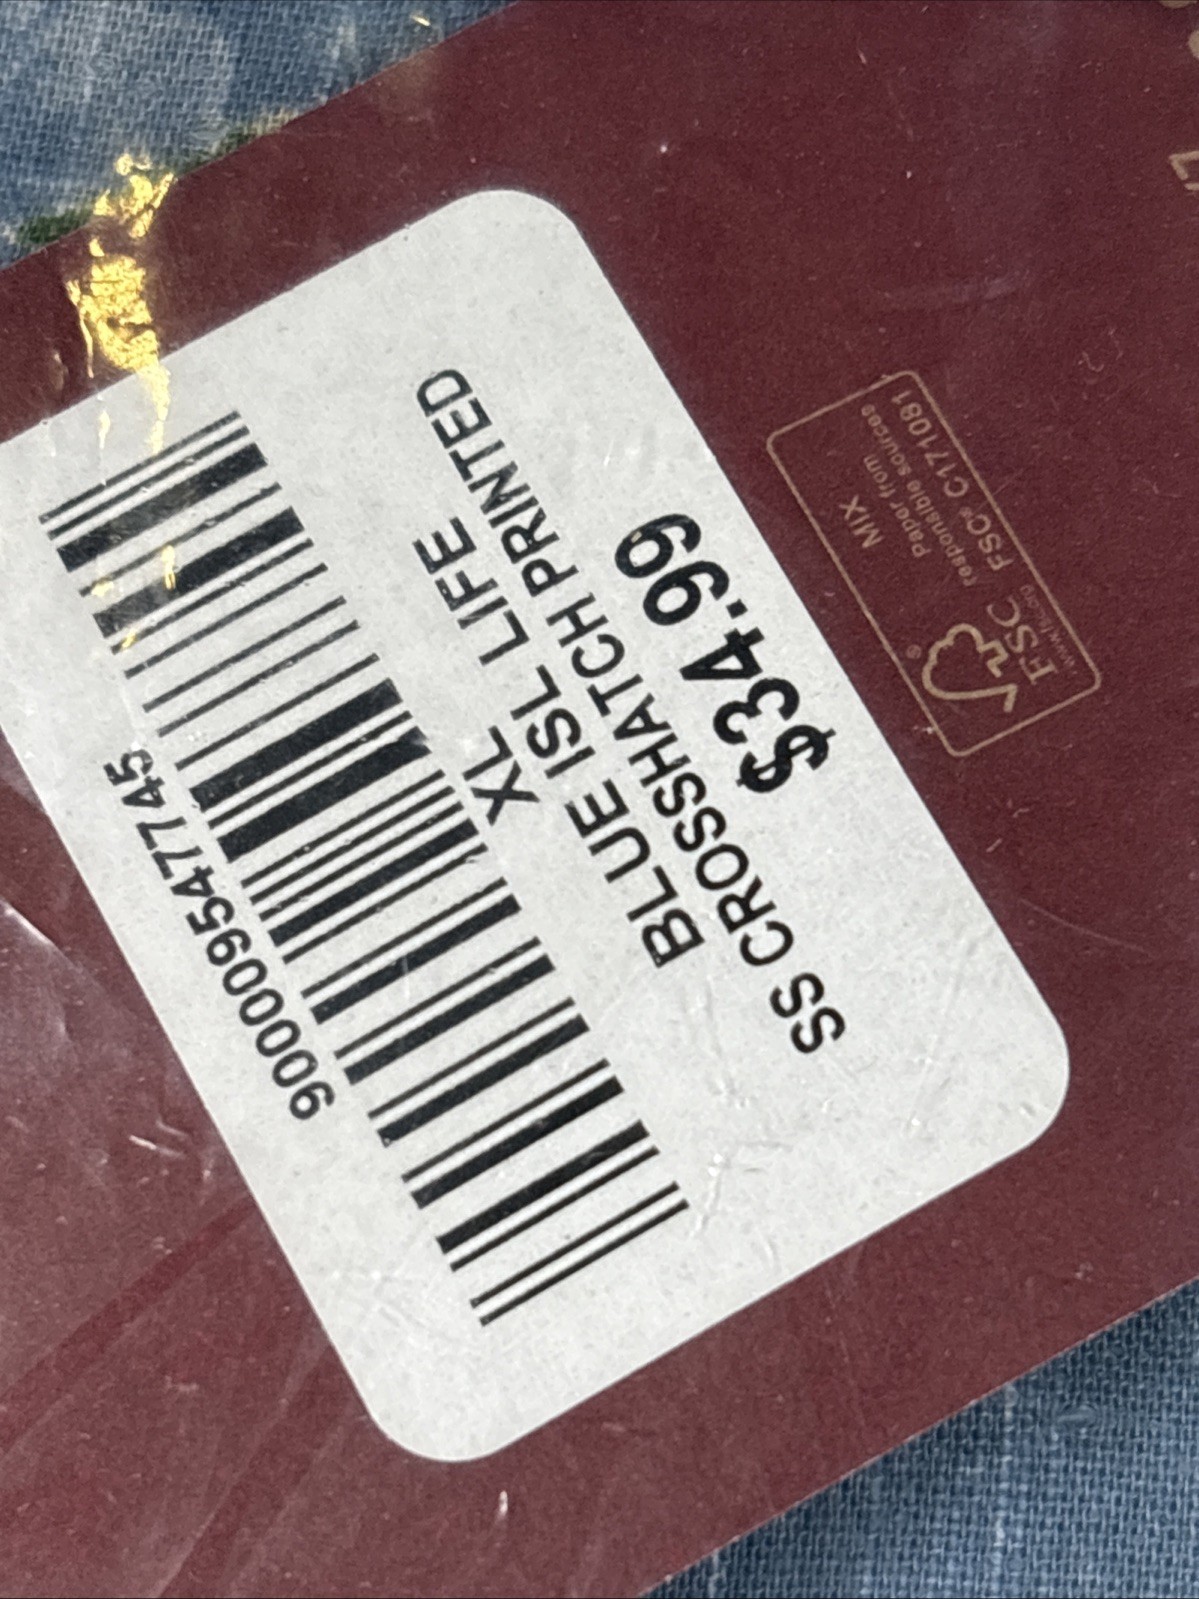 900009547745
XL
BLUE ISL LIFE
SS CROSSHATCH PRINTED
$34.99
®
FSC
www.fsc.org
MIX
Paper from
responsible sources
FSC® C171081